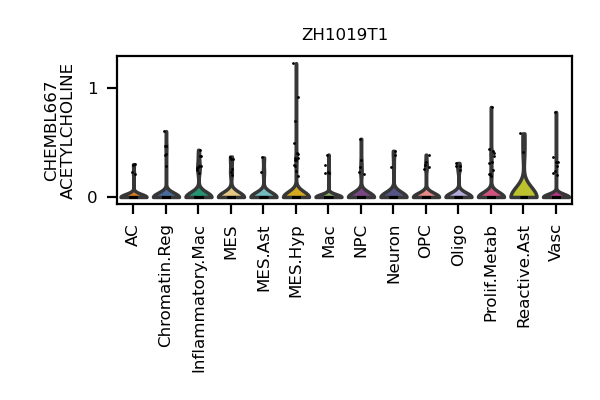 ZH1019T1
CHEMBL667
ACETYLCHOLINE
1
0
AC
Chromatin.Reg
Inflammatory.Mac
MES
MES.Ast
MES.Hyp
Mac
NPC
Neuron
OPC
Oligo
Prolif.Metab
Reactive.Ast
Vasc